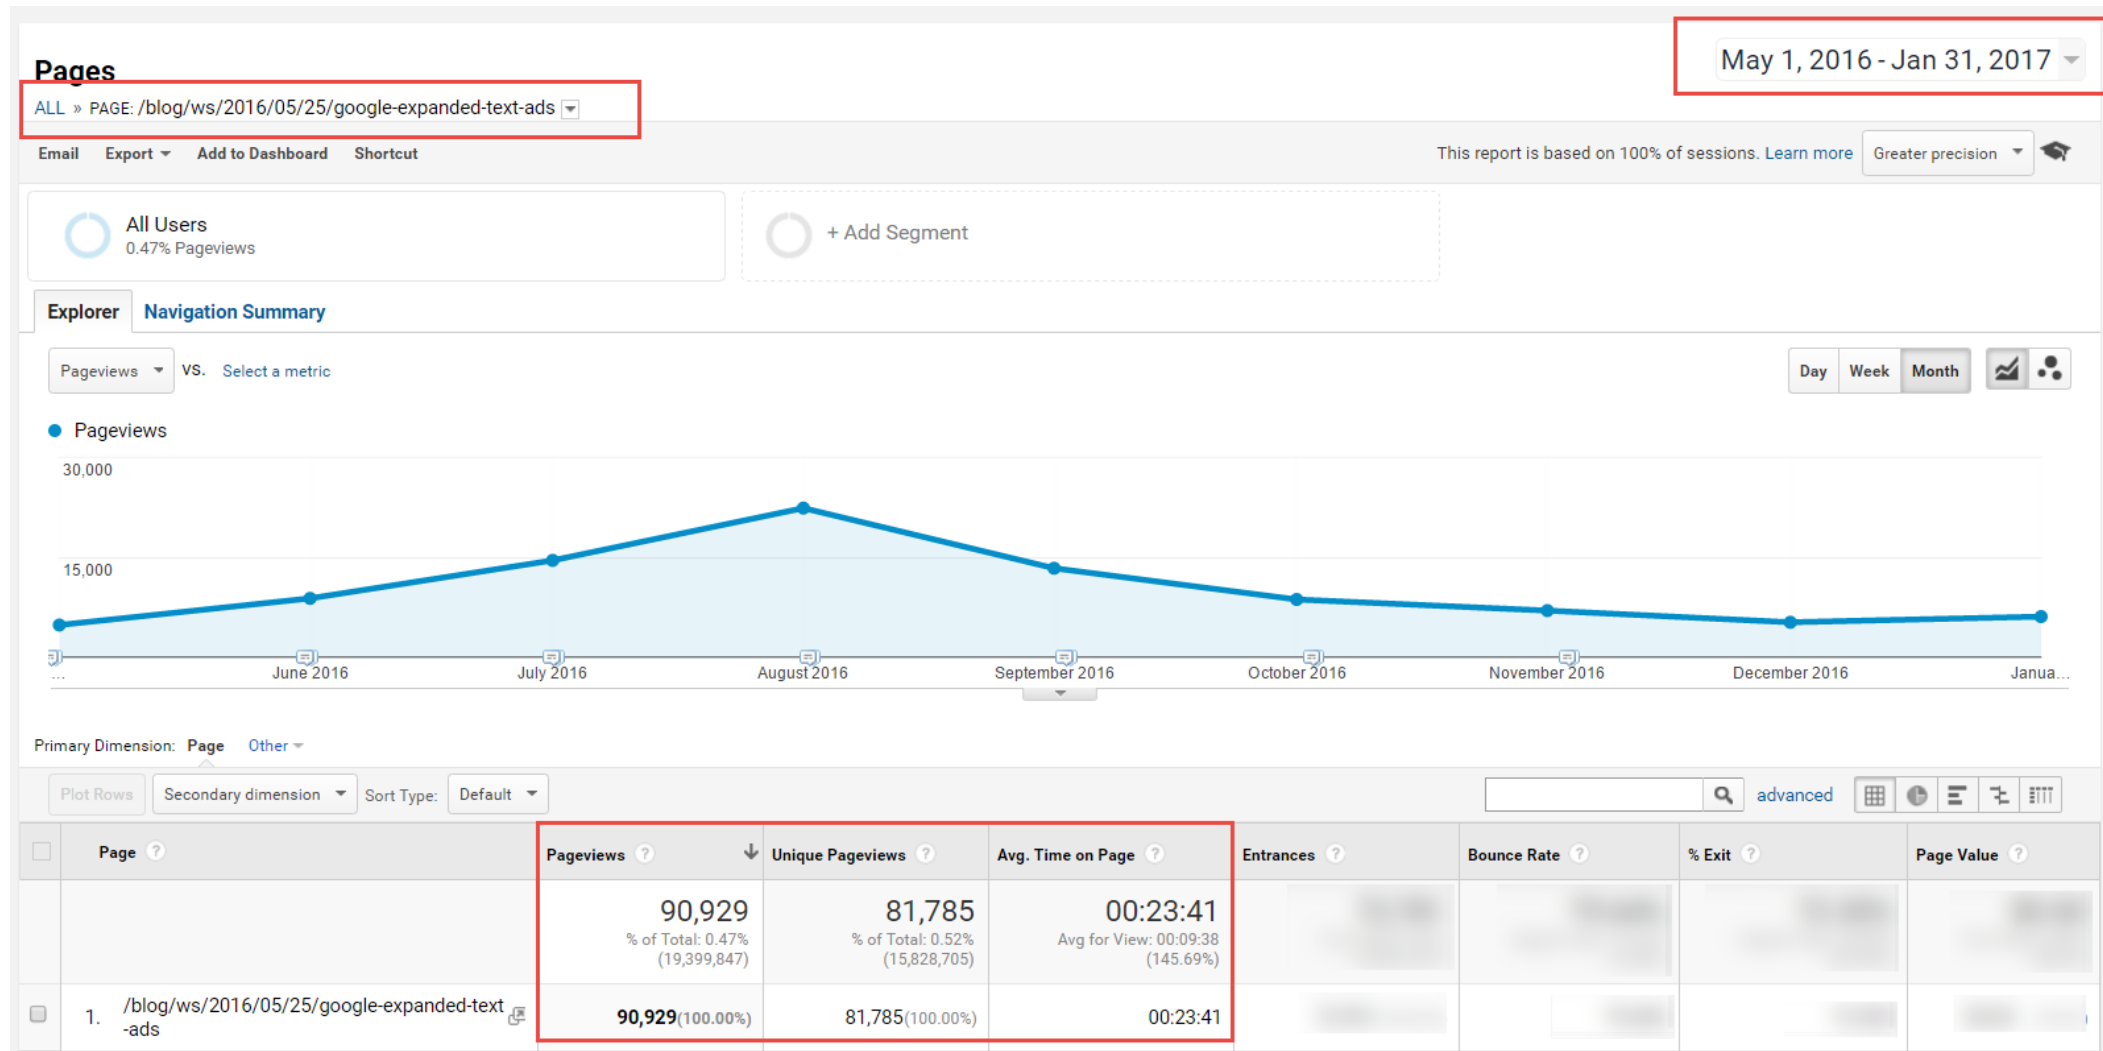 Pages
May 1, 2016 - Jan 31, 2017
ALL » PAGE: /blog/ws/2016/05/25/google-expanded-text-ads
Email Export Add to Dashboard Shortcut
This report is based on 100% of sessions. Learn more Greater precision
All Users
0.47% Pageviews
+ Add Segment
Explorer Navigation Summary
Pageviews VS. Select a metric
Day Week Month
Pageviews
30,000
15,000
... June 2016 July 2016 August 2016 September 2016 October 2016 November 2016 December 2016 Janua...
Primary Dimension: Page Other
Plot Rows Secondary dimension Sort Type: Default
advanced
Page ? Pageviews ? Unique Pageviews ? Avg. Time on Page ? Entrances ? Bounce Rate ? % Exit ? Page Value ?
90,929 81,785 00:23:41
% of Total: 0.47% % of Total: 0.52% Avg for View: 00:09:38
(19,399,847) (15,828,705) (145.69%)
1. /blog/ws/2016/05/25/google-expanded-text
-ads
90,929(100.00%) 81,785(100.00%) 00:23:41